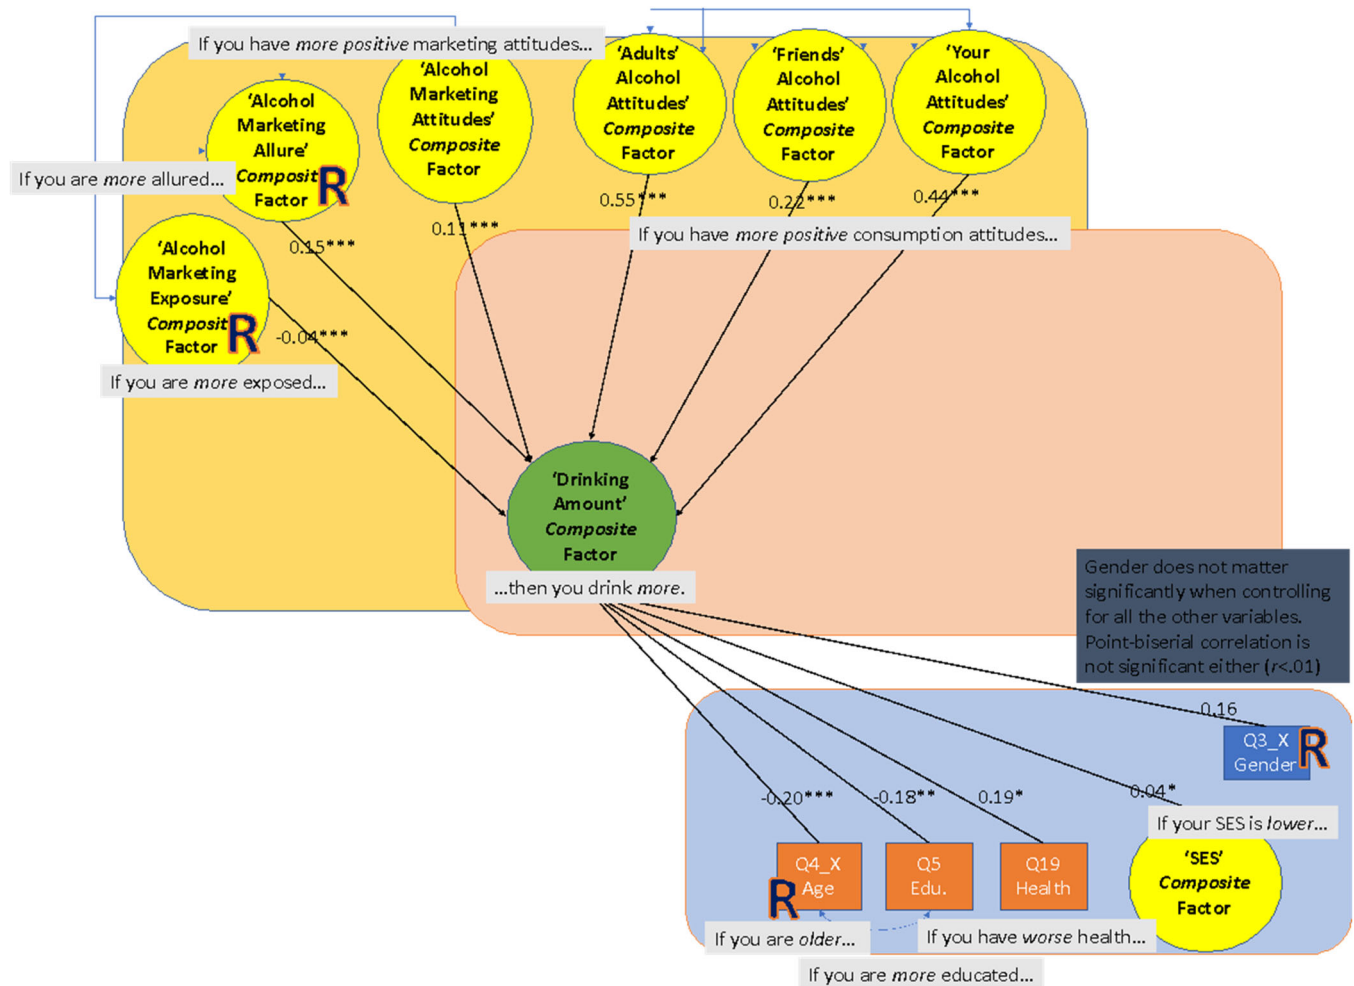 If you have more positive marketing attitudes...
‘Alcohol
Marketing
Allure’
Composite
Factor
R
‘Alcohol
Marketing
Attitudes’
Composite
Factor
‘Adults’
Alcohol
Attitudes’
Composite
Factor
‘Friends’
Alcohol
Attitudes’
Composite
Factor
‘Your
Alcohol
Attitudes’
Composite
Factor
If you are more allured...
0.15***
0.11***
0.55***
0.22***
0.44***
If you have more positive consumption attitudes...
‘Alcohol
Marketing
Exposure’
Composite
Factor
R
-0.04***
If you are more exposed...
‘Drinking
Amount’
Composite
Factor
...then you drink more.
Gender does not matter
significantly when controlling
for all the other variables.
Point-biserial correlation is
not significant either (r<.01)
0.16
Q3_X
Gender
R
-0.20***
-0.18**
0.19*
0.04*
If your SES is lower...
Q4_X
Age
R
Q5
Edu.
Q19
Health
‘SES’
Composite
Factor
If you are older...
If you have worse health...
If you are more educated...